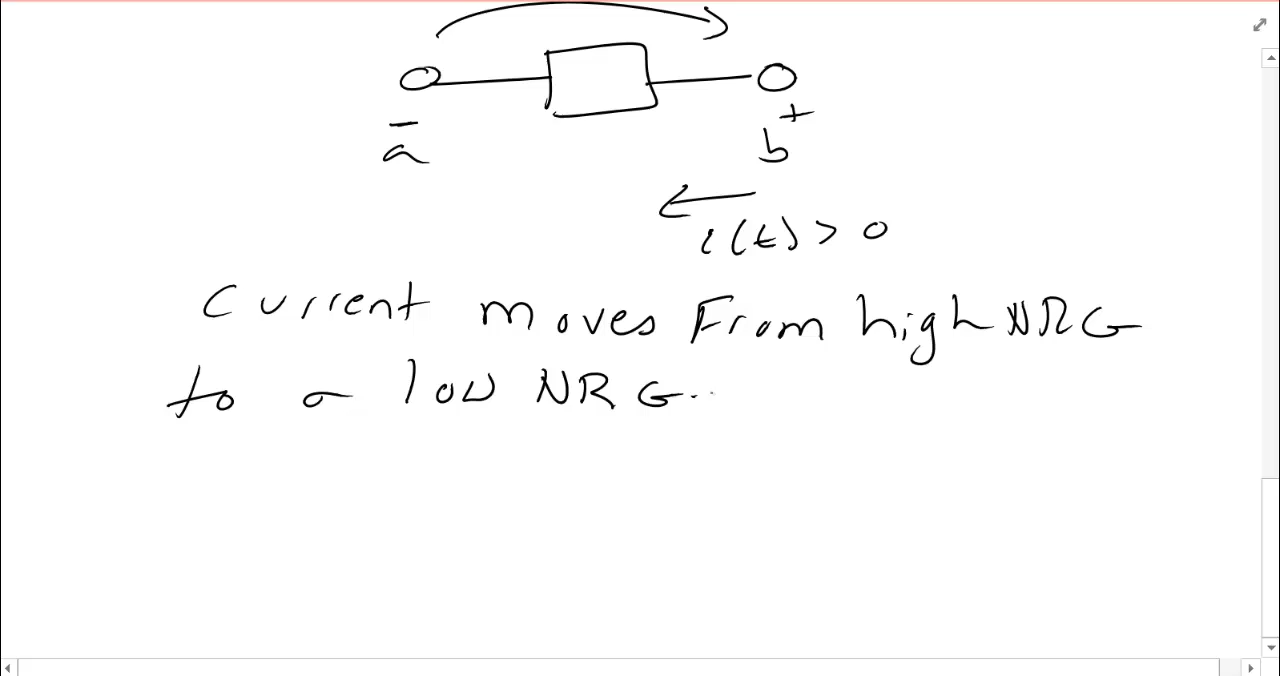 − +
a b
i(t) > 0
Current moves From high NRG
to a low NRG..